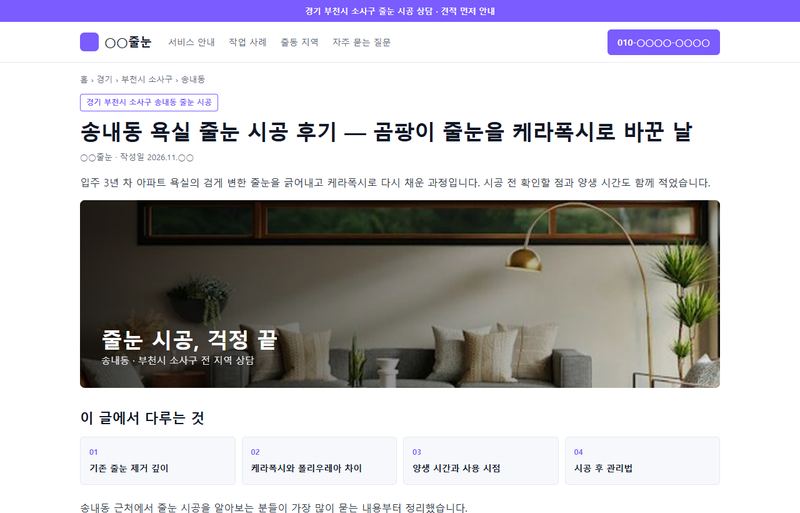 경기 부천시 소사구 줄눈 시공 상담 · 견적 먼저 안내
○○줄눈 서비스 안내 작업 사례 출동 지역 자주 묻는 질문 010-○○○○-○○○○
홈 › 경기 › 부천시 소사구 › 송내동
경기 부천시 소사구 송내동 줄눈 시공
송내동 욕실 줄눈 시공 후기 — 곰팡이 줄눈을 케라폭시로 바꾼 날
○○줄눈 · 작성일 2026.11.○○
입주 3년 차 아파트 욕실의 검게 변한 줄눈을 긁어내고 케라폭시로 다시 채운 과정입니다. 시공 전 확인할 점과 양생 시간도 함께 적었습니다.
줄눈 시공, 걱정 끝
송내동 · 부천시 소사구 전 지역 상담
이 글에서 다루는 것
01
기존 줄눈 제거 깊이
02
케라폭시와 폴리우레아 차이
03
양생 시간과 사용 시점
04
시공 후 관리법
송내동 근처에서 줄눈 시공을 알아보는 분들이 가장 많이 묻는 내용부터 정리했습니다.